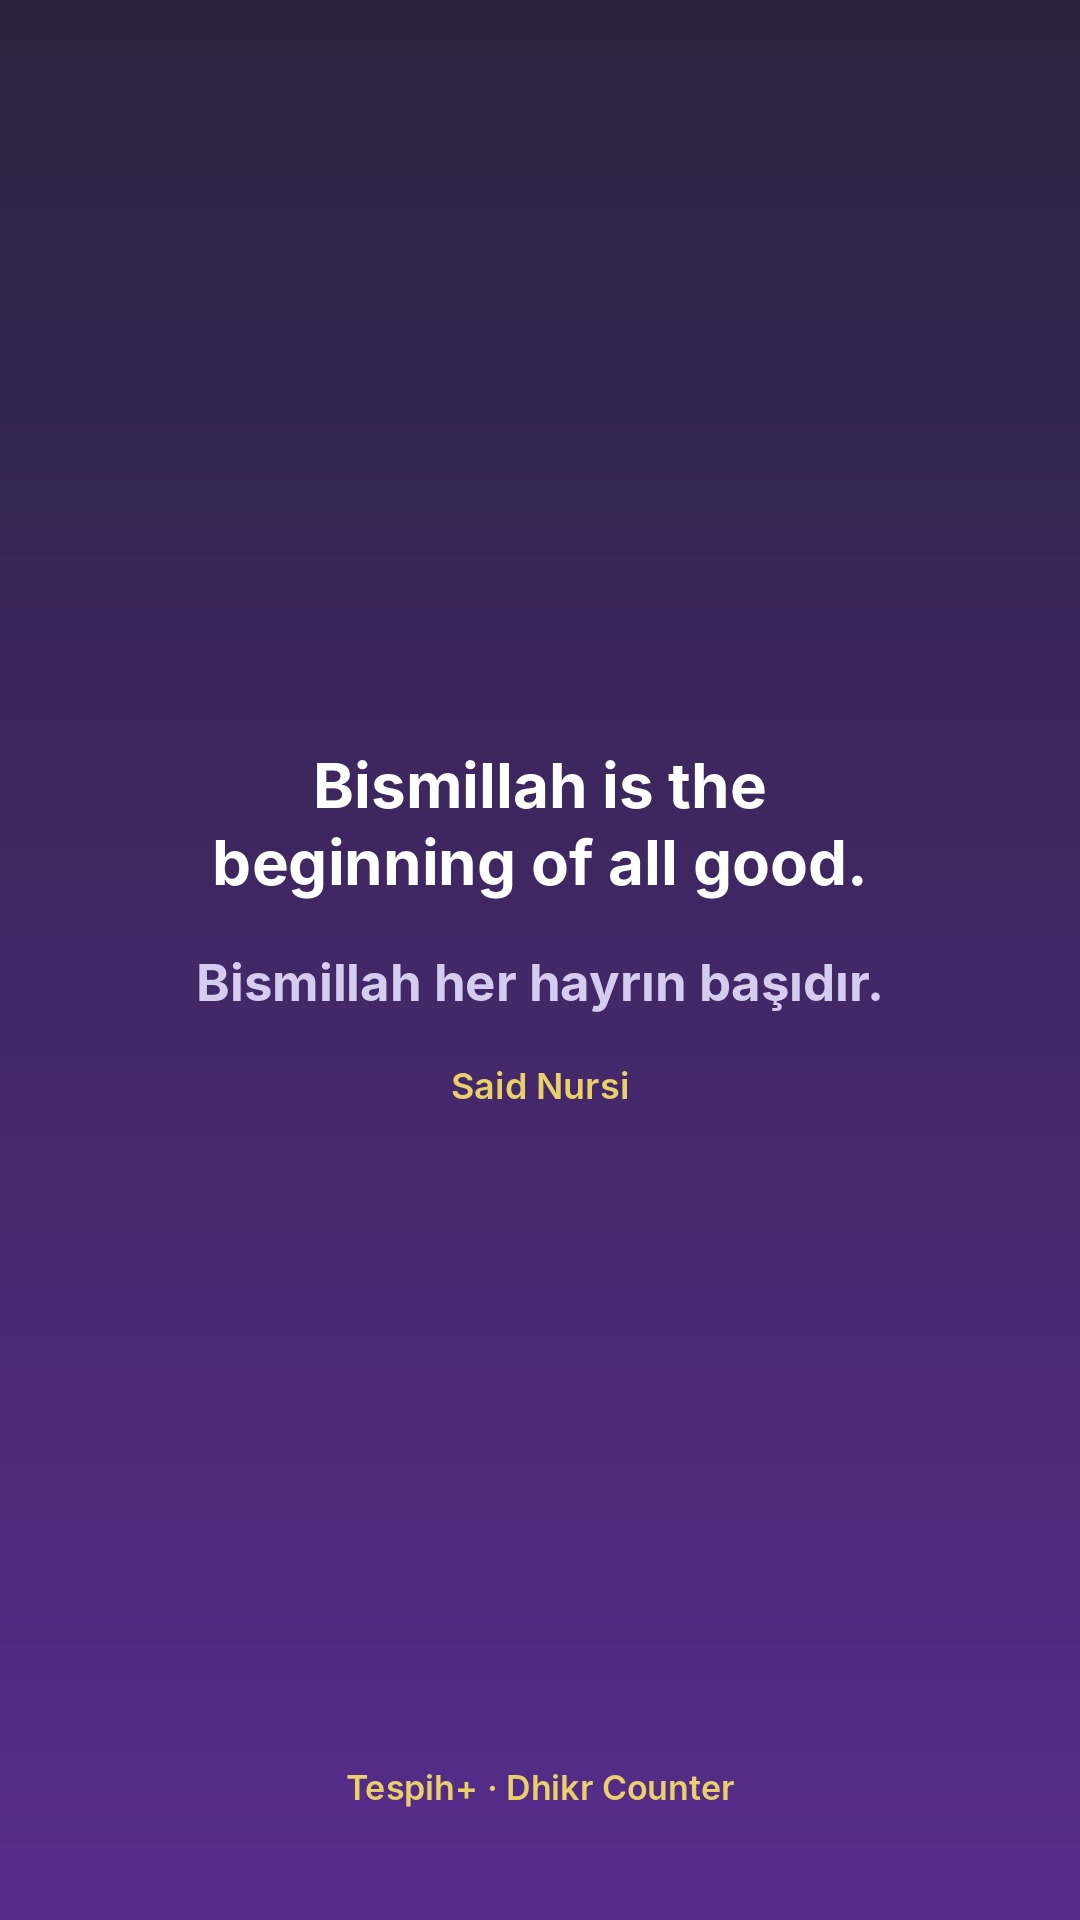 Bismillah is the
beginning of all good.
Bismillah her hayrın başıdır.
Said Nursi
Tespih+ · Dhikr Counter